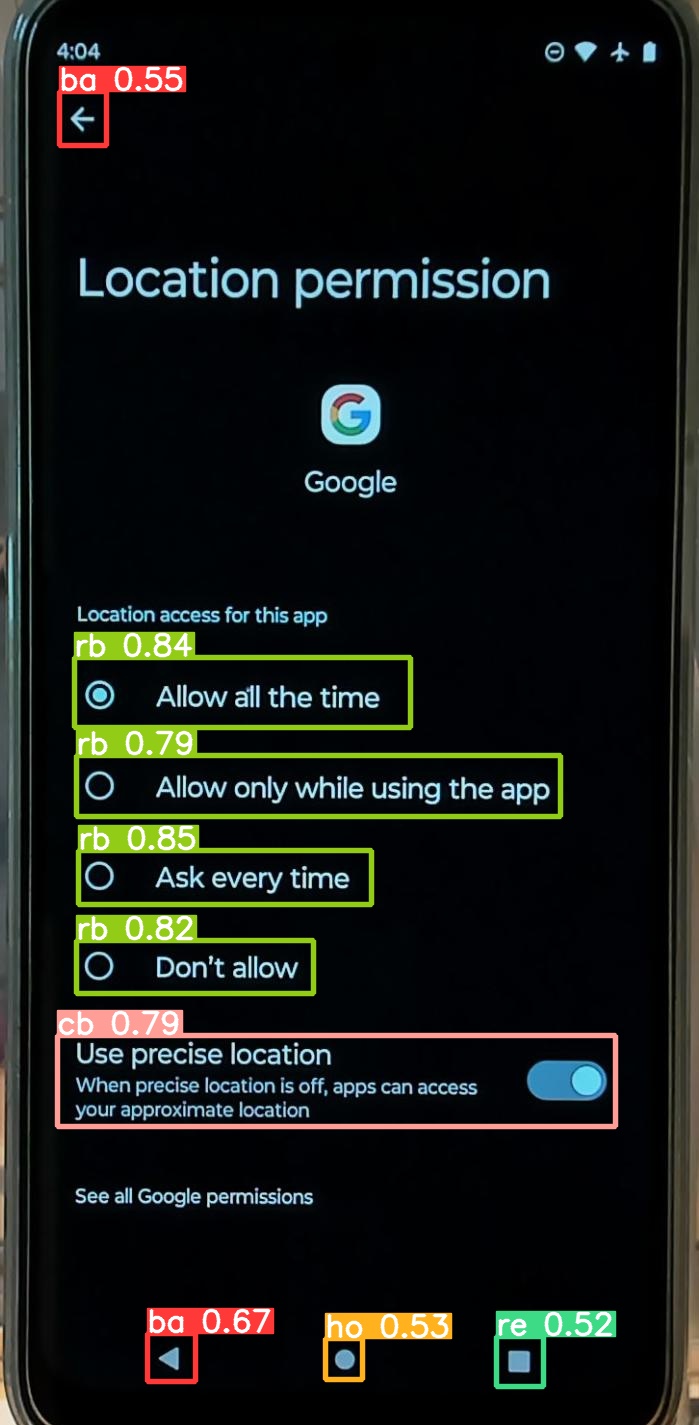 4:04
ba 0.55
Location permission
G
Google
Location access for this app
rb 0.84
Allow all the time
rb 0.79
Allow only while using the app
rb 0.85
Ask every time
rb 0.82
Don't allow
cb 0.79
Use precise location
When precise location is off, apps can access
your approximate location
See all Google permissions
ba 0.67
ho 0.53
re 0.52